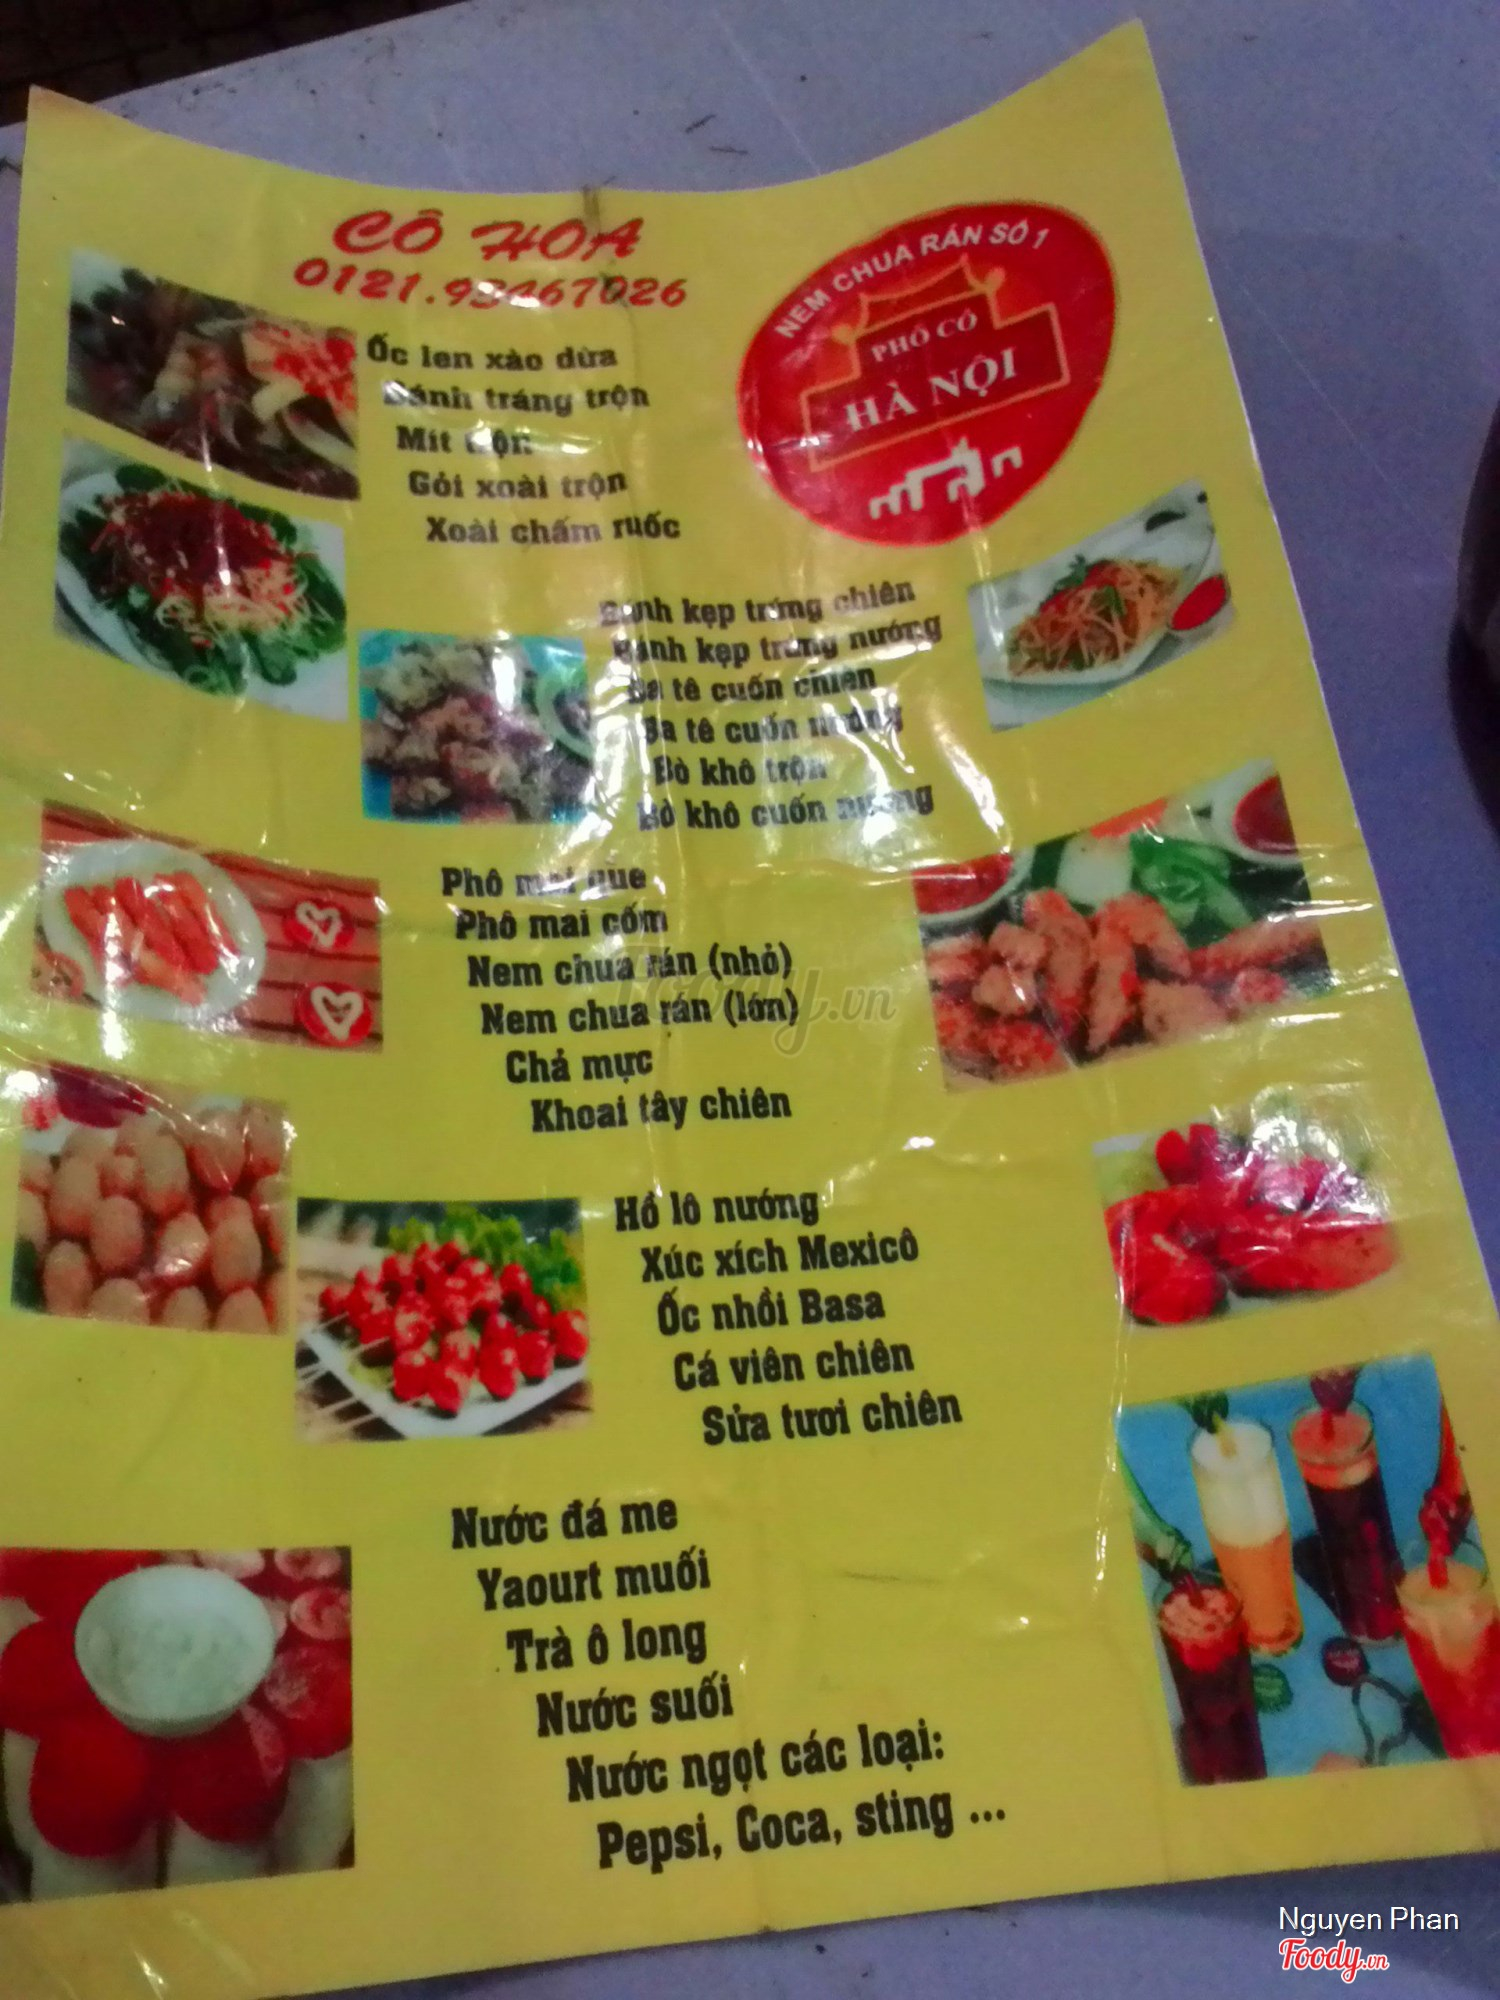 CÔ HOA
NEM CHUA RÁN SỐ 1
PHỐ CỔ
HÀ NỘI
Ốc len xào dừa
Bánh tráng trộn
Mít trộn
Gỏi xoài trộn
Xoài chấm ruốc
Bánh kẹp trứng chiên
Bánh kẹp trứng nướng
Ba tê cuốn chiên
Ba tê cuốn nướng
Bò khô trộn
Bò khô cuốn nướng
Phô mai que
Phô mai cốm
Nem chua rán (nhỏ)
Nem chua rán (lớn)
Chả mực
Khoai tây chiên
Hồ lô nướng
Xúc xích Mexicô
Ốc nhồi Basa
Cá viên chiên
Sửa tươi chiên
Nước đá me
Yaourt muối
Trà ô long
Nước suối
Nước ngọt các loại:
Pepsi, Coca, sting ...
Foody.vn
Nguyen Phan
Foody.vn